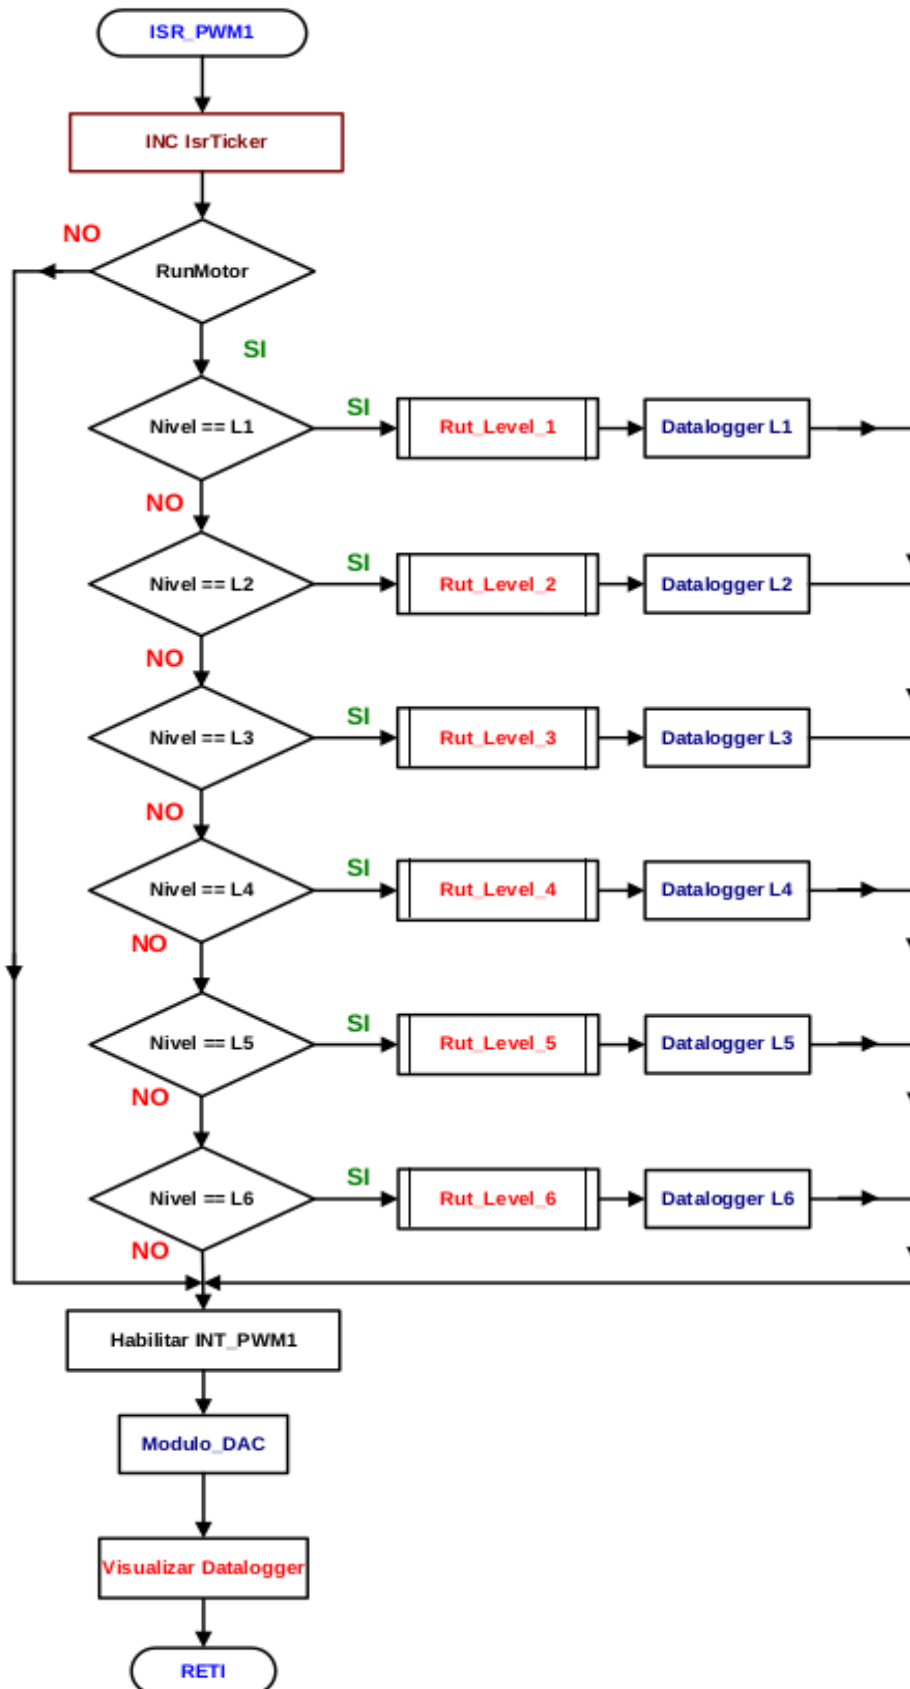 ISR_PWM1
INC IsrTicker
NO
RunMotor
SI
Nivel == L1
SI
Rut_Level_1
Datalogger L1
NO
Nivel == L2
SI
Rut_Level_2
Datalogger L2
NO
Nivel == L3
SI
Rut_Level_3
Datalogger L3
NO
Nivel == L4
SI
Rut_Level_4
Datalogger L4
NO
Nivel == L5
SI
Rut_Level_5
Datalogger L5
NO
Nivel == L6
SI
Rut_Level_6
Datalogger L6
NO
Habilitar INT_PWM1
Modulo_DAC
Visualizar Datalogger
RETI